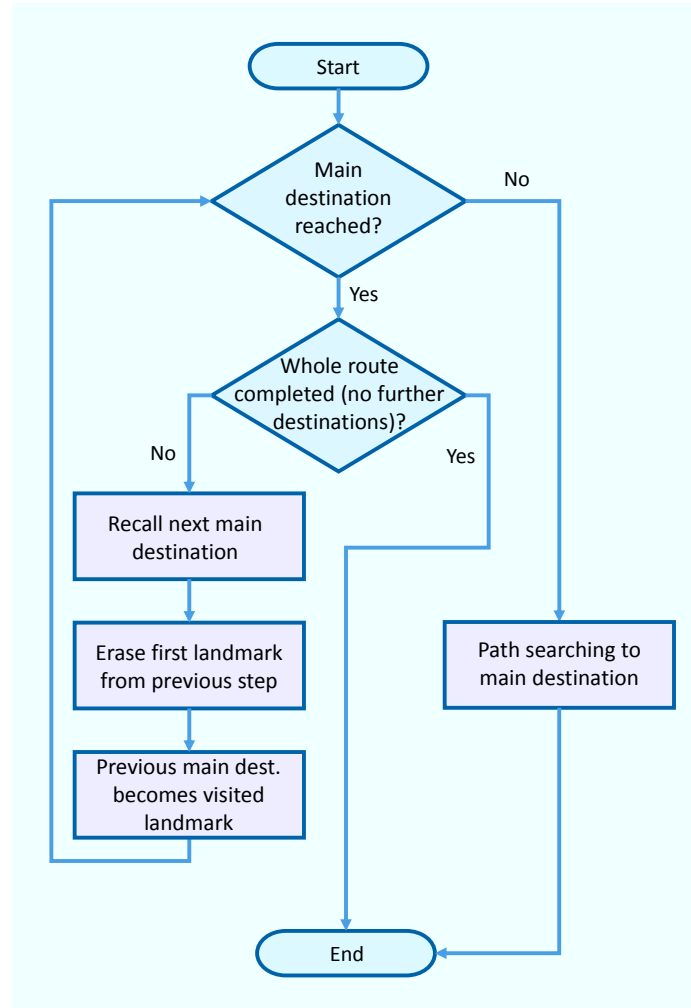 Start
Main
destination
reached?
No
Yes
Whole route
completed (no further
destinations)?
No
Yes
Recall next main
destination
Erase first landmark
from previous step
Path searching to
main destination
Previous main dest.
becomes visited
landmark
End